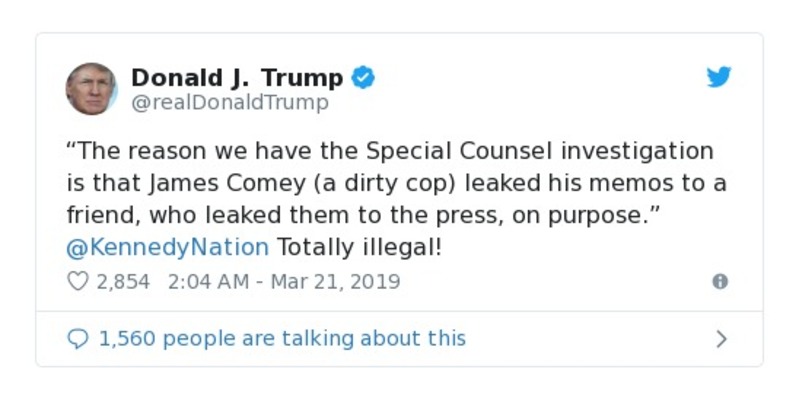 Donald J. Trump
@realDonaldTrump
“The reason we have the Special Counsel investigation
is that James Comey (a dirty cop) leaked his memos to a
friend, who leaked them to the press, on purpose.”
@KennedyNation Totally illegal!
2,854 2:04 AM - Mar 21, 2019
1,560 people are talking about this